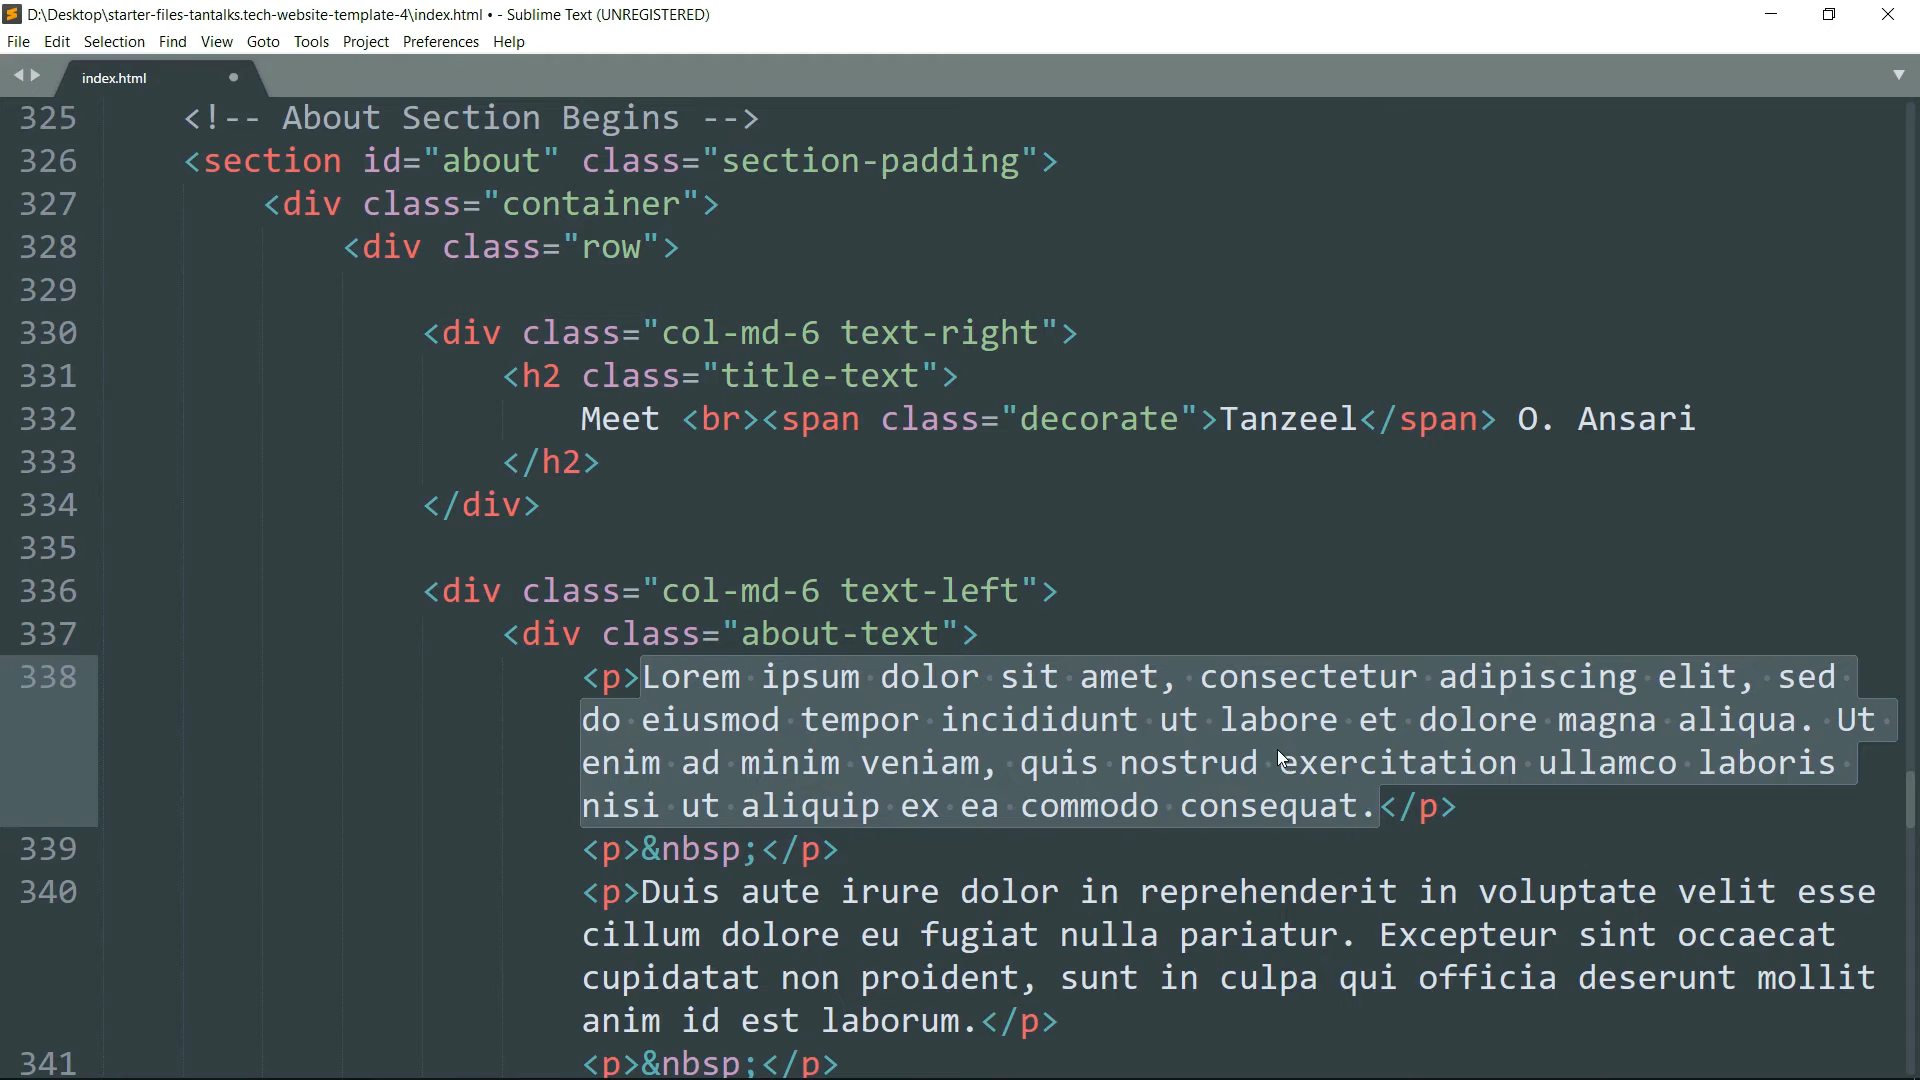 D:\Desktop\starter-files-tantalks.tech-website-template-4\index.html • - Sublime Text (UNREGISTERED)
File Edit Selection Find View Goto Tools Project Preferences Help
index.html
325 <!-- About Section Begins -->
326 <section id="about" class="section-padding">
327 <div class="container">
328 <div class="row">
329
330 <div class="col-md-6 text-right">
331 <h2 class="title-text">
332 Meet <br><span class="decorate">Tanzeel</span> O. Ansari
333 </h2>
334 </div>
335
336 <div class="col-md-6 text-left">
337 <div class="about-text">
338 <p>Lorem ipsum dolor sit amet, consectetur adipiscing elit, sed
do eiusmod tempor incididunt ut labore et dolore magna aliqua. Ut
enim ad minim veniam, quis nostrud exercitation ullamco laboris
nisi ut aliquip ex ea commodo consequat.</p>
339 <p>&nbsp;</p>
340 <p>Duis aute irure dolor in reprehenderit in voluptate velit esse
cillum dolore eu fugiat nulla pariatur. Excepteur sint occaecat
cupidatat non proident, sunt in culpa qui officia deserunt mollit
anim id est laborum.</p>
341 <p>&nbsp;</p>